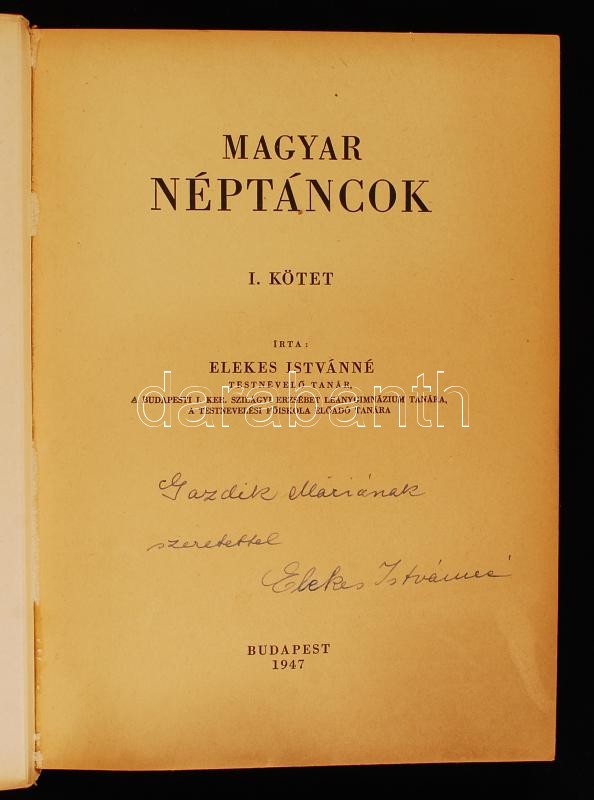 MAGYAR
NÉPTÁNCOK
I. KÖTET
ÍRTA:
ELEKES ISTVÁNNÉ
TESTNEVELŐ TANÁR,
A BUDAPESTI I. KER. SZILÁGYI ERZSÉBET LEÁNYGIMNÁZIUM TANÁRA,
A TESTNEVELÉSI FŐISKOLA ELŐADÓ TANÁRA
darabanth
Gazdik Máriának
szeretettel
Elekes Istvánné
BUDAPEST
1947